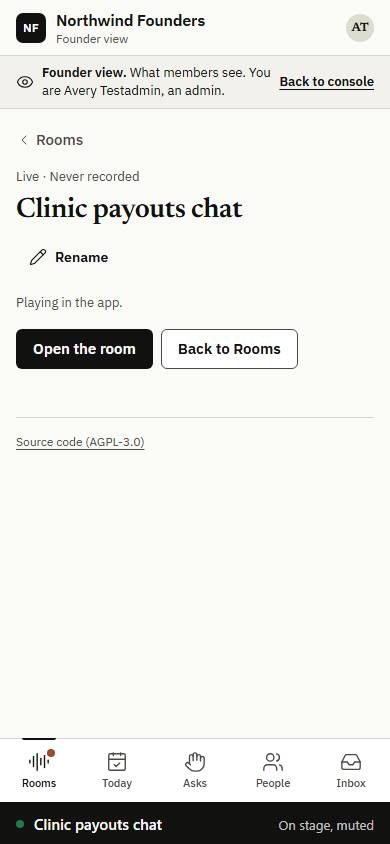 NF
Northwind Founders
Founder view
AT
Founder view. What members see. You
are Avery Testadmin, an admin.
Back to console
Rooms
Live · Never recorded
Clinic payouts chat
Rename
Playing in the app.
Open the room
Back to Rooms
Source code (AGPL-3.0)
Rooms
Today
Asks
People
Inbox
Clinic payouts chat
On stage, muted